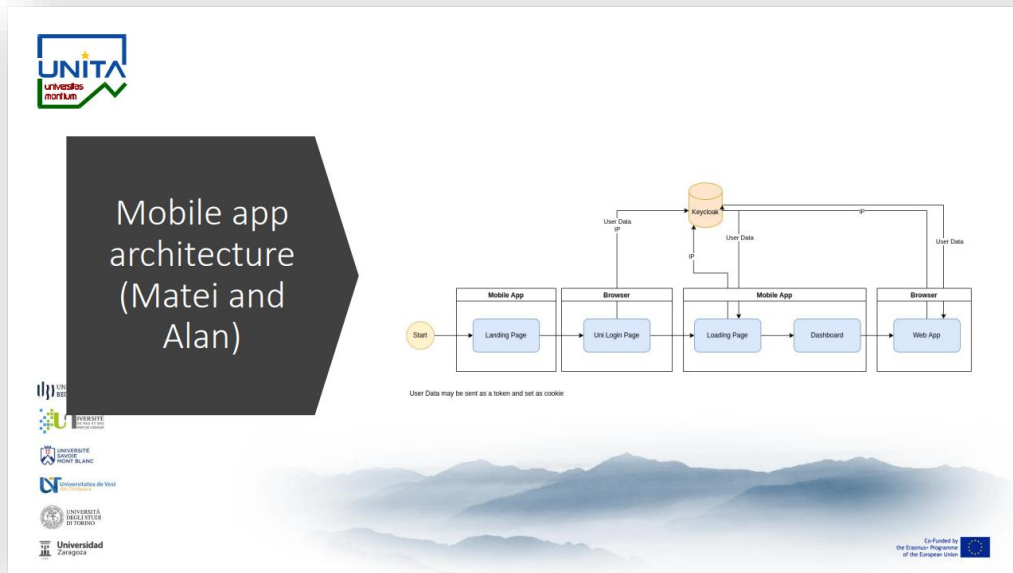 UNITA
universitas
montium
Mobile app
architecture
(Matei and
Alan)
Keycloak
User Data
IP
IP
User Data
IP
User Data
Mobile App
Browser
Mobile App
Browser
Start
Landing Page
Uni Login Page
Loading Page
Dashboard
Web App
User Data may be sent as a token and set as cookie
UNIVERSITÉ
SAVOIE
MONT BLANC
Universitatea de Vest
din Timișoara
UNIVERSITÀ
DEGLI STUDI
DI TORINO
Universidad
Zaragoza
Co-Funded by
the Erasmus+ Programme
of the European Union